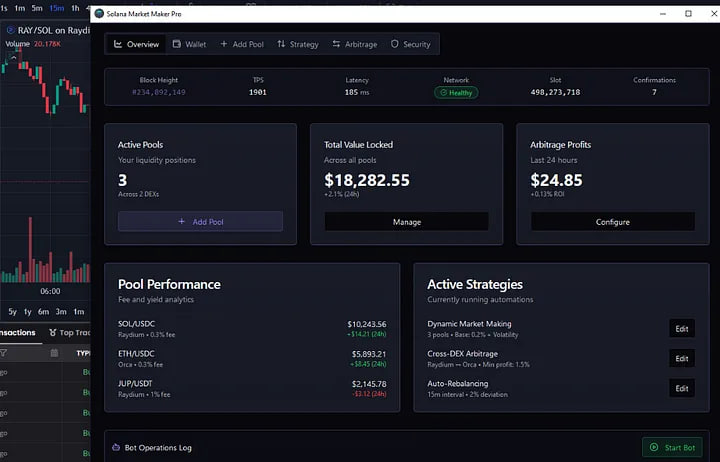 1s 1m 5m 15m 1h
RAY/SOL on Raydi
Volume 20.178K
06:00
5y 1y 6m 3m 1m
nsactions Top Trac
TYPE
go Bu
go Bu
go Bu
go Bu
go Bu
Solana Market Maker Pro
Overview Wallet + Add Pool Strategy Arbitrage Security
Block Height TPS Latency Network Slot Confirmations
#234,892,149 1901 185 ms Healthy 498,273,718 7
Active Pools
Your liquidity positions
3
Across 2 DEXs
+ Add Pool
Total Value Locked
Across all pools
$18,282.55
+2.1% (24h)
Manage
Arbitrage Profits
Last 24 hours
$24.85
+0.13% ROI
Configure
Pool Performance
Fee and yield analytics
SOL/USDC $10,243.56
Raydium • 0.3% fee +$14.21 (24h)
ETH/USDC $5,893.21
Orca • 0.3% fee +$8.45 (24h)
JUP/USDT $2,145.78
Raydium • 1% fee -$3.12 (24h)
Active Strategies
Currently running automations
Dynamic Market Making
3 pools • Base: 0.2% + Volatility
Edit
Cross-DEX Arbitrage
Raydium ↔ Orca • Min profit: 1.5%
Edit
Auto-Rebalancing
15m interval • 2% deviation
Edit
Bot Operations Log
Start Bot